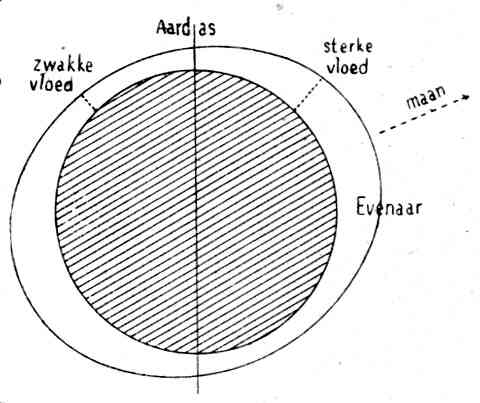 Aardas
zwakke
vloed
sterke
vloed
maan
Evenaar